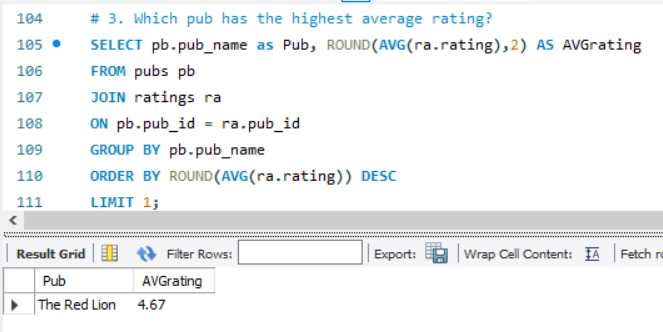 104 # 3. Which pub has the highest average rating?
105 SELECT pb.pub_name as Pub, ROUND(AVG(ra.rating),2) AS AVGrating
106 FROM pubs pb
107 JOIN ratings ra
108 ON pb.pub_id = ra.pub_id
109 GROUP BY pb.pub_name
110 ORDER BY ROUND(AVG(ra.rating)) DESC
111 LIMIT 1;
Result Grid Filter Rows: Export: Wrap Cell Content: IA Fetch
Pub AVGrating
The Red Lion 4.67